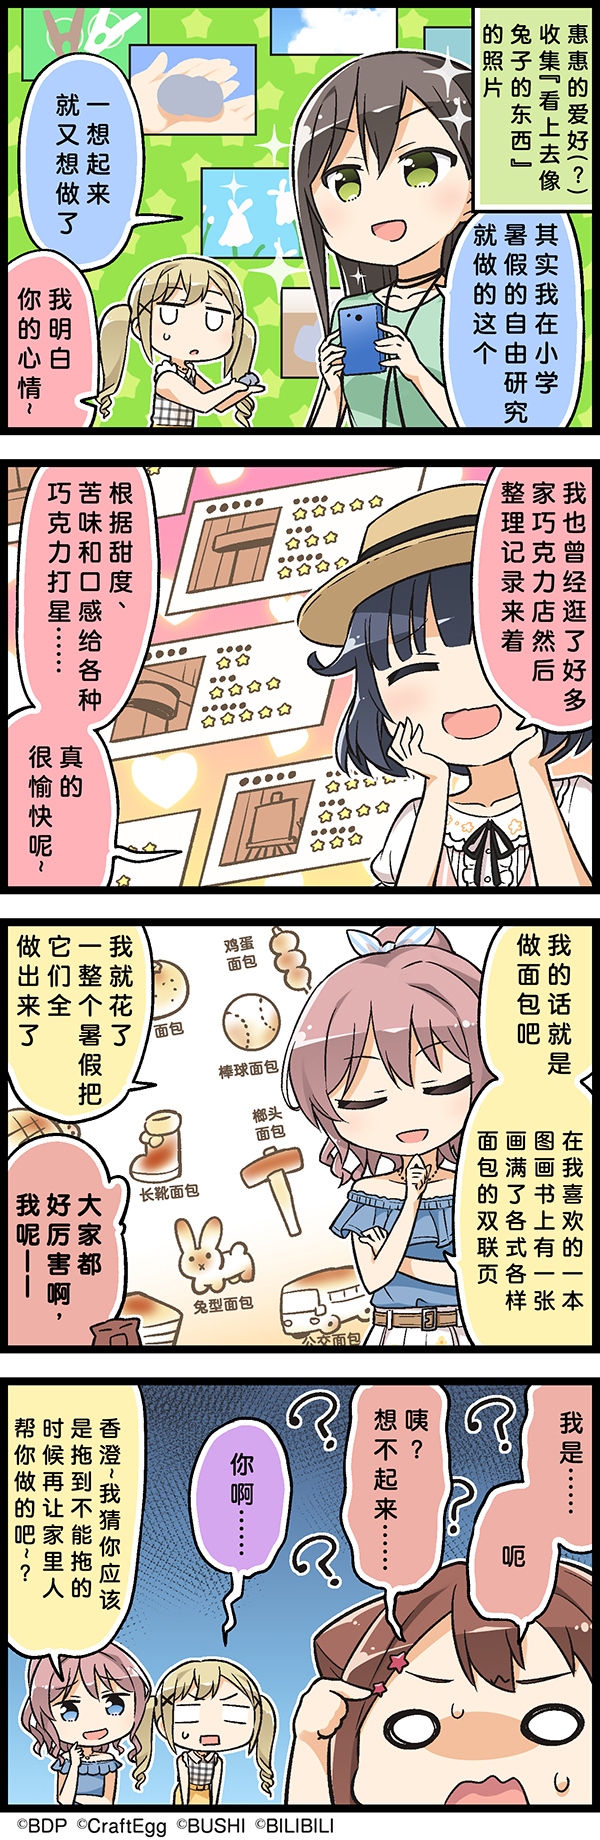 惠惠的爱好(?)
收集『看上去像
兔子的东西』
的照片
其实我在小学
暑假的自由研究
就做的这个
一想起来
就又想做了
我明白
你的心情~
我也曾经逛了好多
家巧克力店然后
整理记录来着
根据甜度、
苦味和口感给各种
巧克力打星……
真的
很愉快呢~
我的话就是
做面包吧
在我喜欢的一本
图画书上有一张
画满了各式各样
面包的双联页
鸡蛋
面包
面包
棒球面包
榔头
面包
长靴面包
兔型面包
公交面包
我就花了
一整个暑假把
它们全
做出来了
大家都
好厉害啊，
我呢——
我是……
呃
咦?
想不起来……
你啊……
香澄~我猜你应该
是拖到不能拖的
时候再让家里人
帮你做的吧~?
©BDP ©CraftEgg ©BUSHI ©BILIBILI